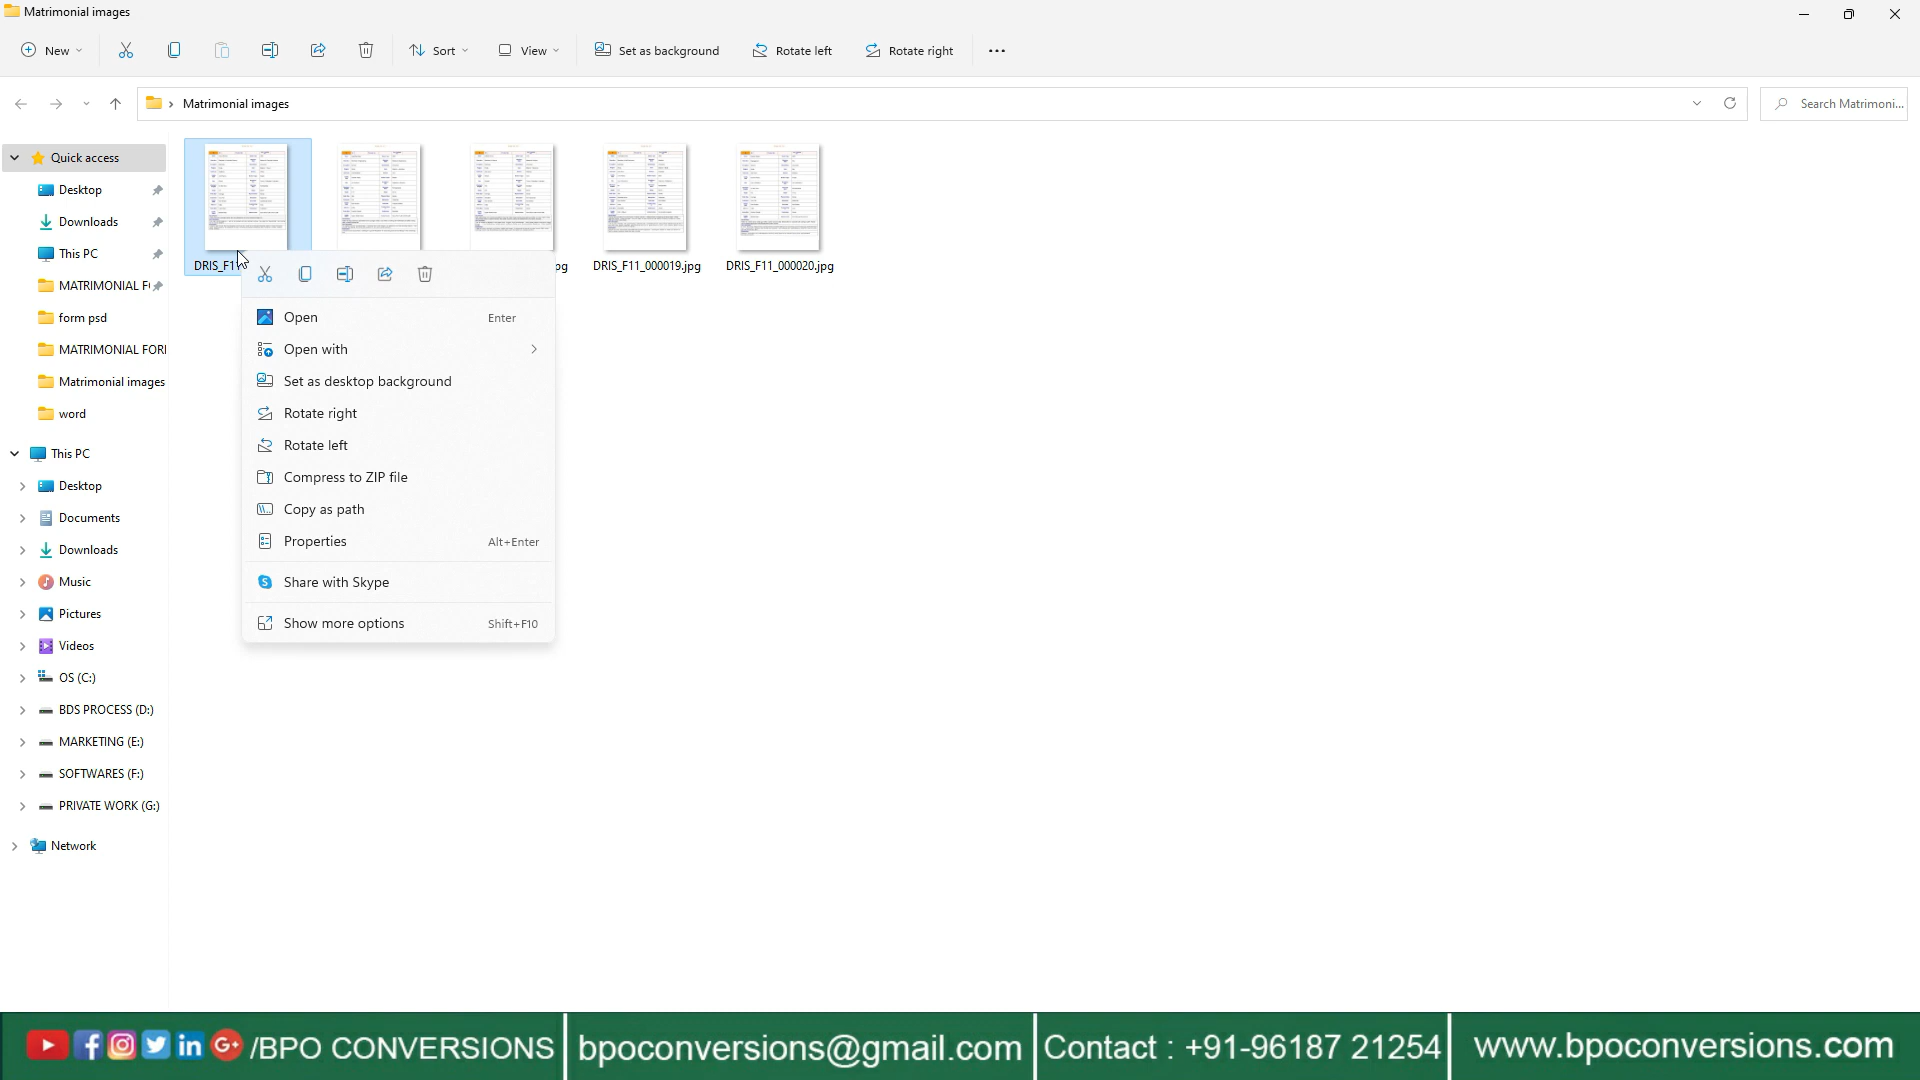 Matrimonial images
New
Sort
View
Set as background
Rotate left
Rotate right
Matrimonial images
Search Matrimoni...
Quick access
Desktop
Downloads
This PC
MATRIMONIAL F
form psd
MATRIMONIAL FORI
Matrimonial images
word
This PC
Desktop
Documents
Downloads
Music
Pictures
Videos
OS (C:)
BDS PROCESS (D:)
MARKETING (E:)
SOFTWARES (F:)
PRIVATE WORK (G:)
Network
DRIS_F1
pg
DRIS_F11_000019.jpg
DRIS_F11_000020.jpg
Open Enter
Open with
Set as desktop background
Rotate right
Rotate left
Compress to ZIP file
Copy as path
Properties Alt+Enter
Share with Skype
Show more options Shift+F10
/BPO CONVERSIONS
bpoconversions@gmail.com
Contact : +91-96187 21254
www.bpoconversions.com